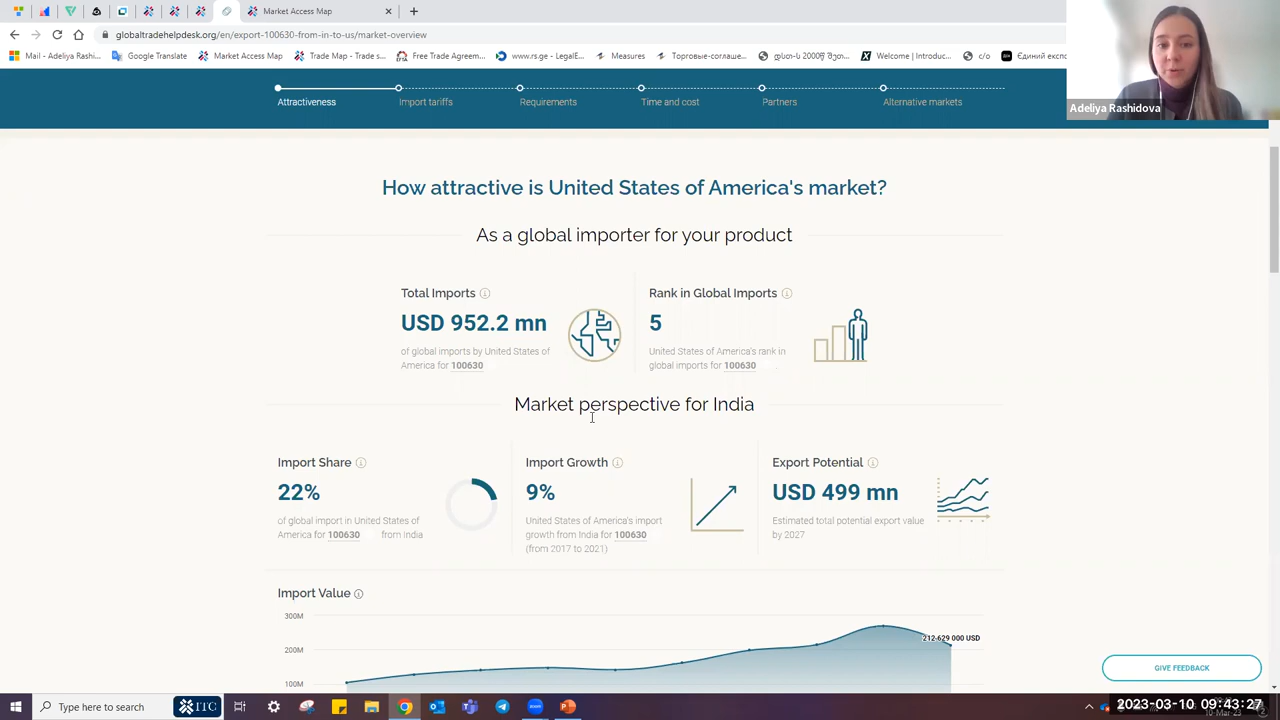 Market Access Map
globaltradehelpdesk.org/en/export-100630-from-in-to-us/market-overview
Mail - Adeliya Rashi... Google Translate Market Access Map Trade Map - Trade s... Free Trade Agreem... www.rs.ge - LegalE... Measures Торговые-соглаше... Welcome | Introduc... c/o Єдиний експо
Adeliya Rashidova
Attractiveness Import tariffs Requirements Time and cost Partners Alternative markets
How attractive is United States of America's market?
As a global importer for your product
Total Imports
USD 952.2 mn
of global imports by United States of
America for 100630
Rank in Global Imports
5
United States of America's rank in
global imports for 100630 .
Market perspective for India
Import Share
22%
of global import in United States of
America for 100630 from India
Import Growth
9%
United States of America's import
growth from India for 100630
(from 2017 to 2021)
Export Potential
USD 499 mn
Estimated total potential export value
by 2027
Import Value
300M
200M
100M
212 629 000 USD
GIVE FEEDBACK
Type here to search
ITC
2023-03-10 09:43:27